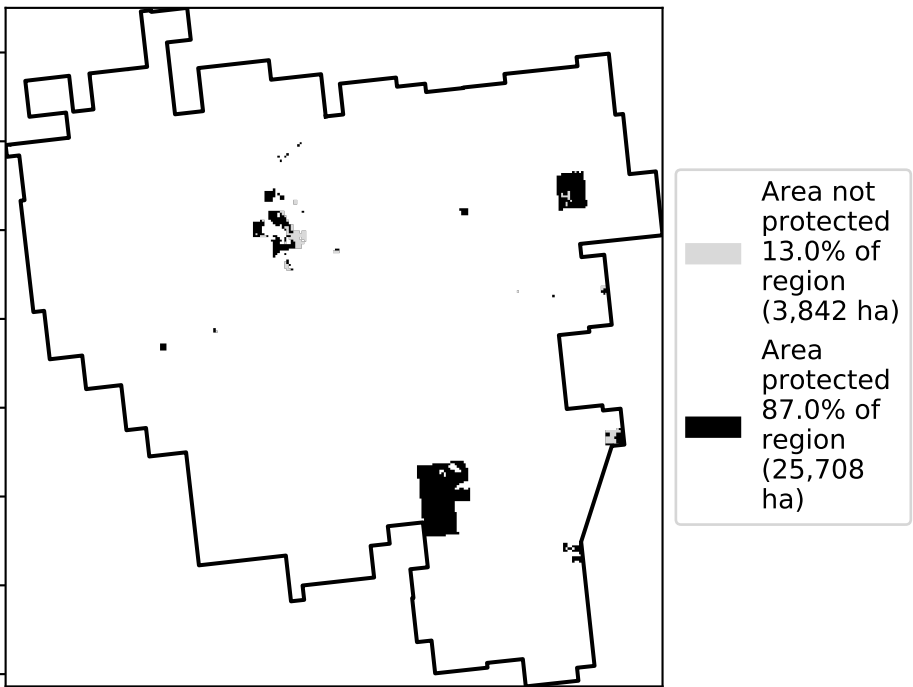 Area not
protected
13.0% of
region
(3,842 ha)
Area
protected
87.0% of
region
(25,708
ha)